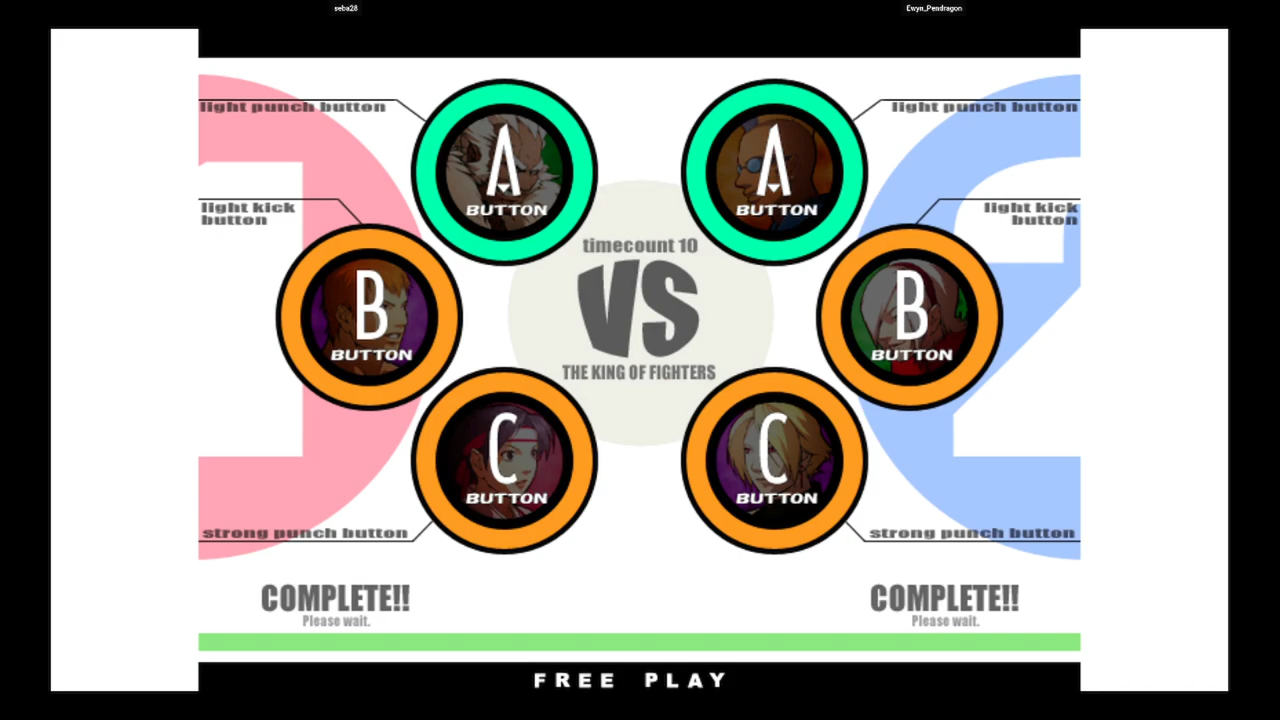 seba28
Ewyn_Pendragon
light punch button
A
BUTTON
A
BUTTON
light punch button
light kick
button
B
BUTTON
timecount 10
VS
THE KING OF FIGHTERS
light kick
button
B
BUTTON
C
BUTTON
C
BUTTON
strong punch button
strong punch button
COMPLETE!!
Please wait.
COMPLETE!!
Please wait.
FREE PLAY